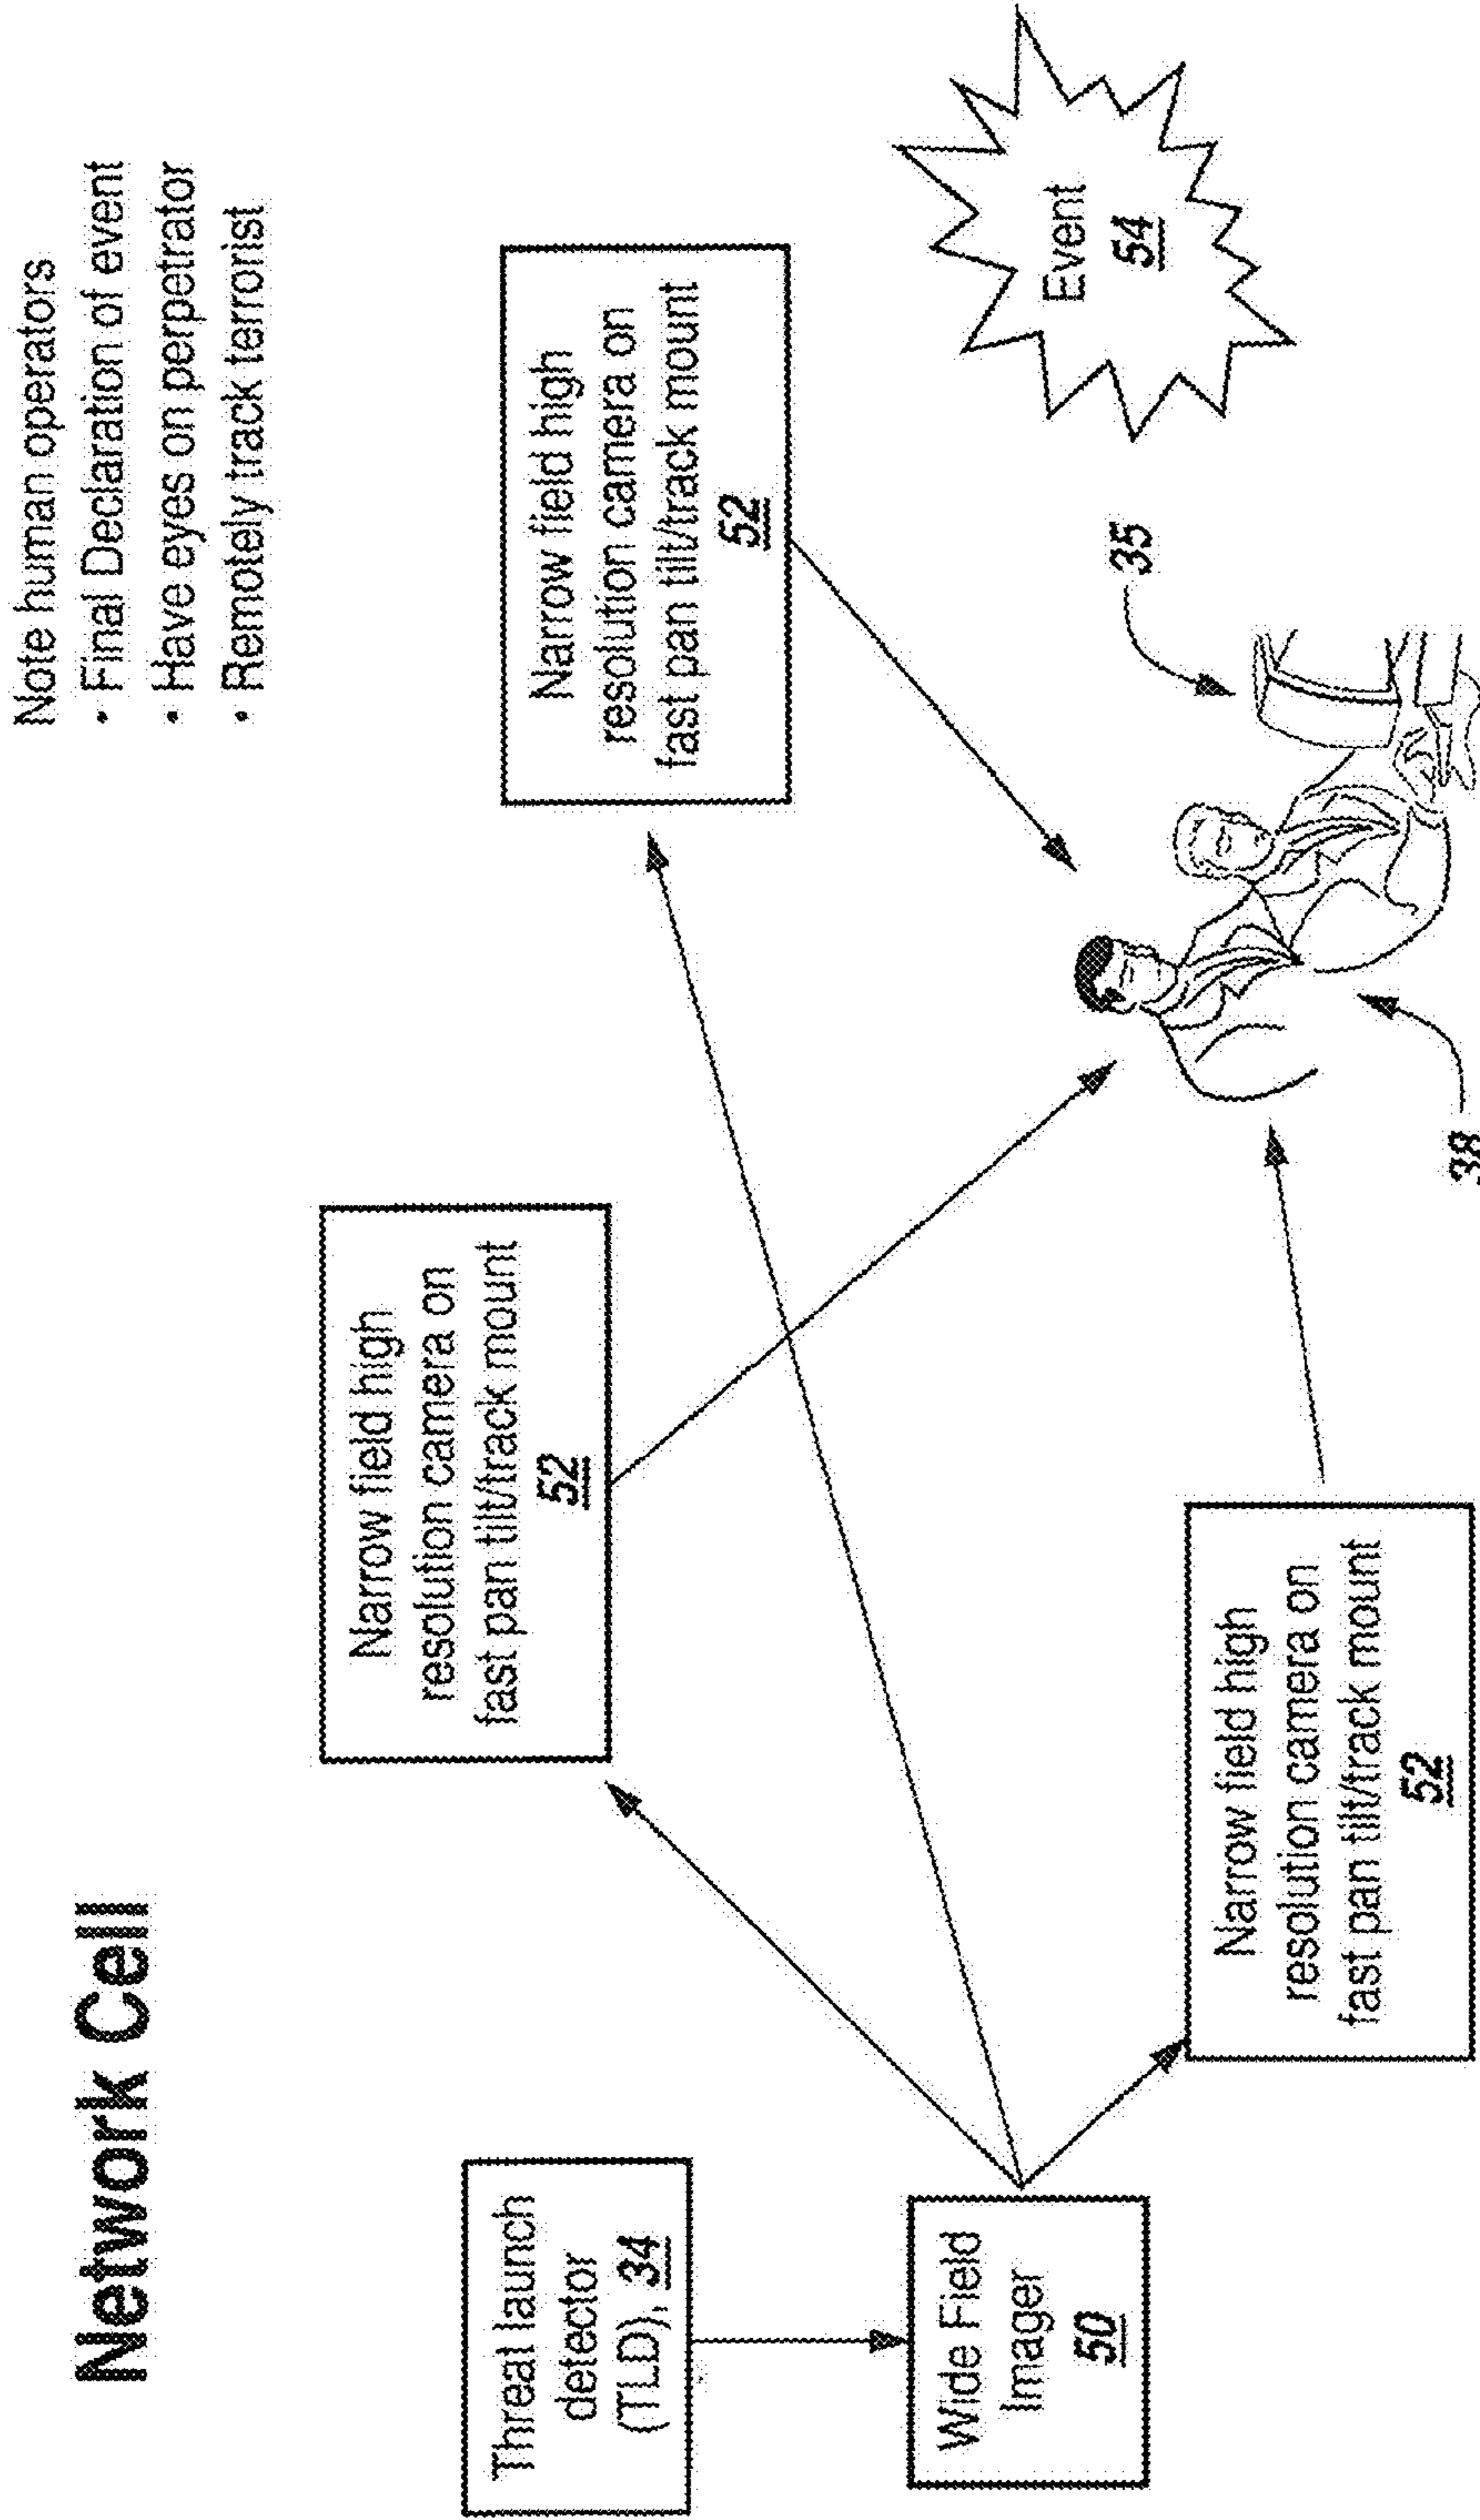 Network Cell
Note human operators
• Final Declaration of event
• Have eyes on perpetrator
• Remotely track terrorist
Threat launch
detector
(TLD), 34
Wide Field
Imager
50
Narrow field high
resolution camera on
fast pan tilt/track mount
52
Narrow field high
resolution camera on
fast pan tilt/track mount
52
Narrow field high
resolution camera on
fast pan tilt/track mount
52
Event
54
35
38